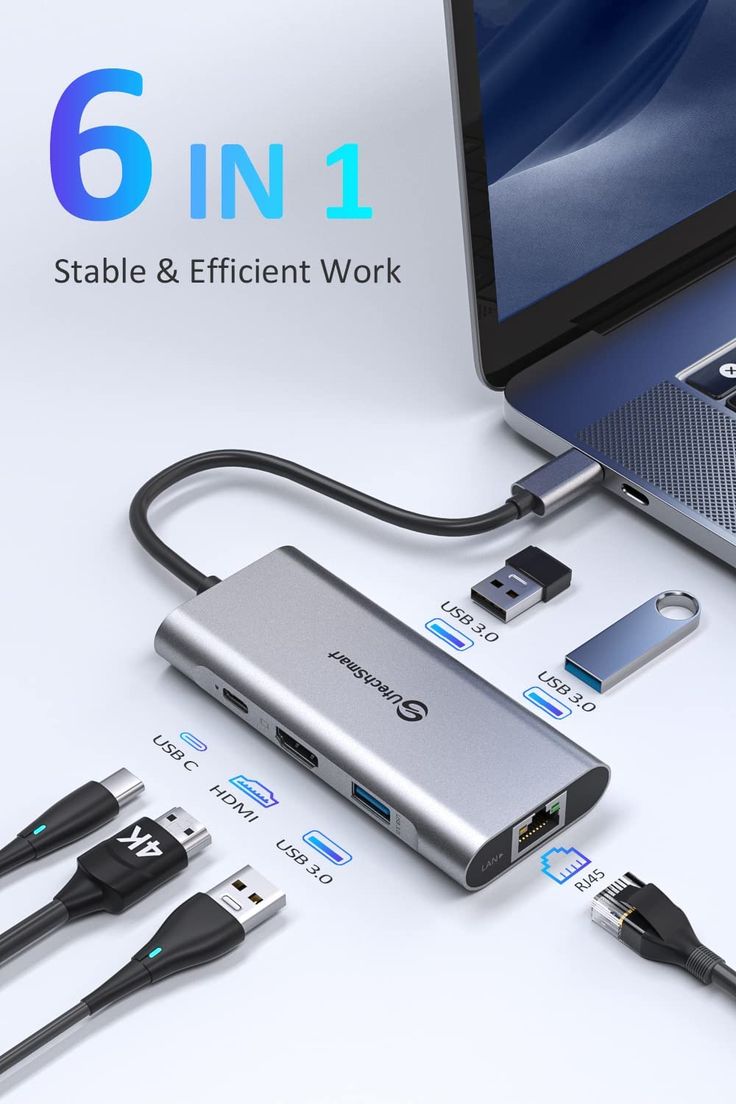 6 IN 1
Stable & Efficient Work
USB 3.0
USB 3.0
UtechSmart
USB C
HDMI
USB 3.0
4K
LAN
RJ45